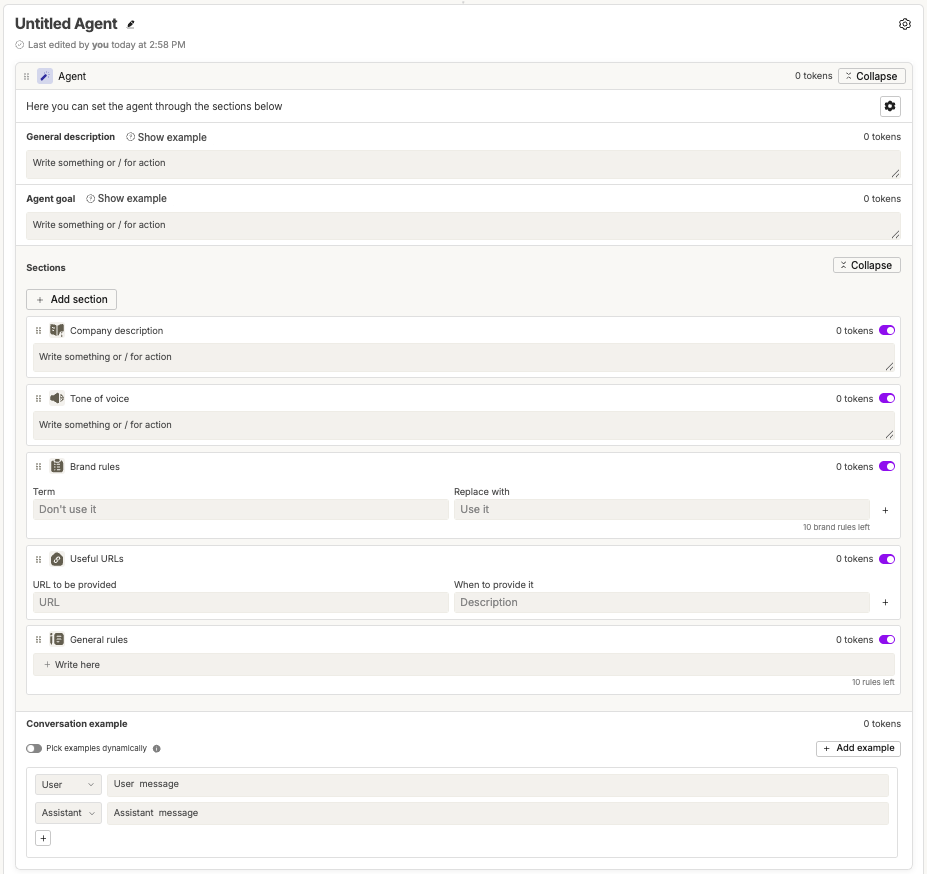 Untitled Agent
Last edited by you today at 2:58 PM
Agent 0 tokens Collapse
Here you can set the agent through the sections below
General description Show example 0 tokens
Write something or / for action
Agent goal Show example 0 tokens
Write something or / for action
Sections Collapse
+ Add section
Company description 0 tokens
Write something or / for action
Tone of voice 0 tokens
Write something or / for action
Brand rules 0 tokens
Term Replace with
Don't use it Use it +
10 brand rules left
Useful URLs 0 tokens
URL to be provided When to provide it
URL Description +
General rules 0 tokens
+ Write here
10 rules left
Conversation example 0 tokens
Pick examples dynamically + Add example
User User message
Assistant Assistant message
+